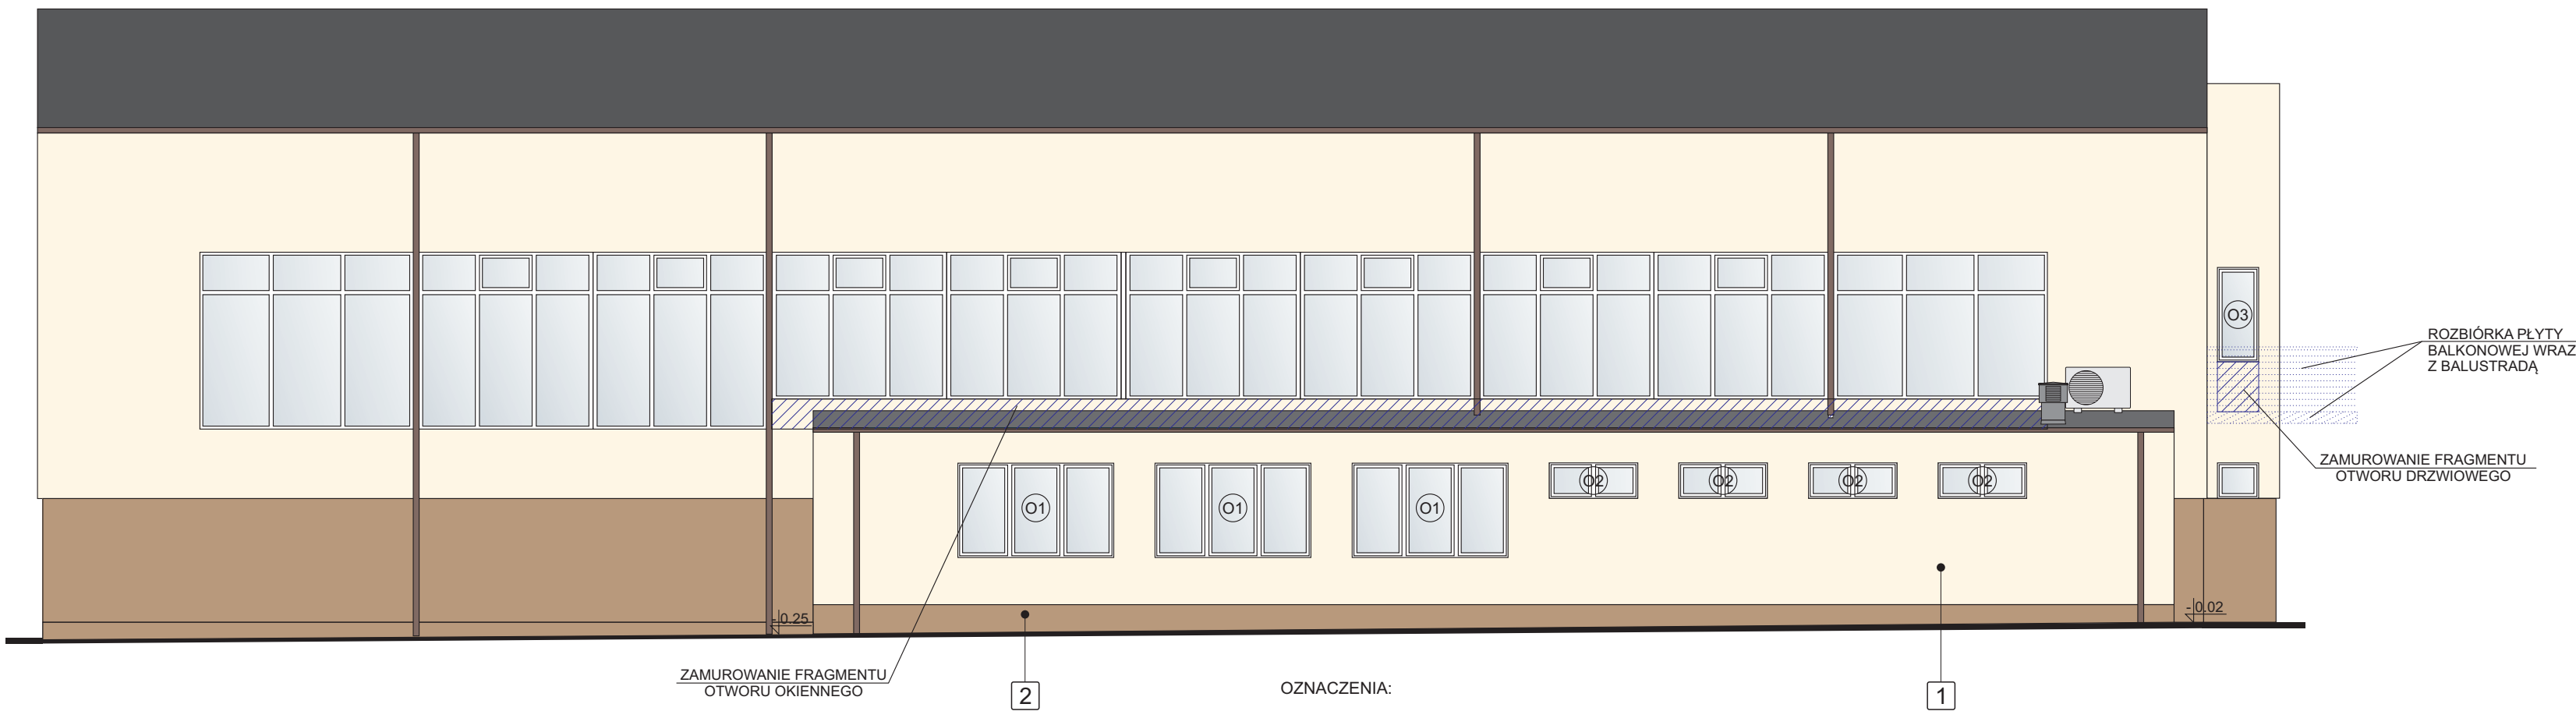 O3
ROZBIÓRKA PŁYTY
BALKONOWEJ WRAZ
Z BALUSTRADĄ
ZAMUROWANIE FRAGMENTU
OTWORU DRZWIOWEGO
O2
O2
O2
O2
O1
O1
O1
- 0.25
- 0.02
ZAMUROWANIE FRAGMENTU
OTWORU OKIENNEGO
2
OZNACZENIA:
1